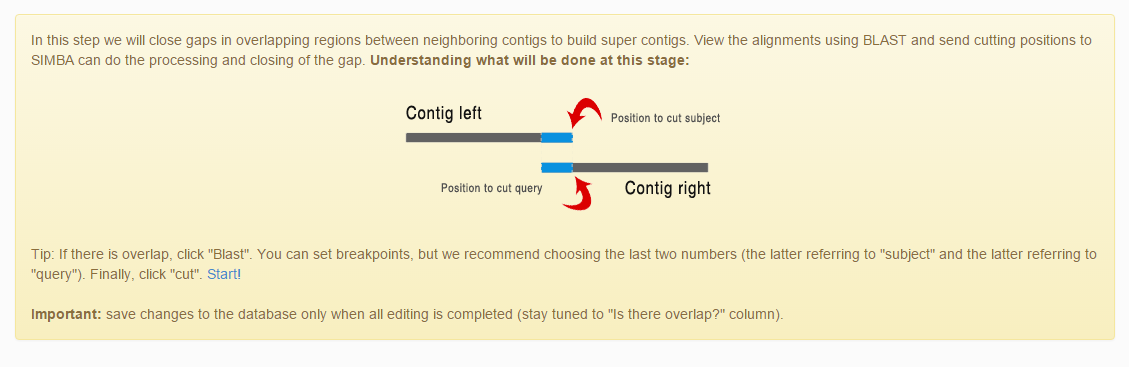 In this step we will close gaps in overlapping regions between neighboring contigs to build super contigs. View the alignments using BLAST and send cutting positions to
SIMBA can do the processing and closing of the gap. Understanding what will be done at this stage:
Contig left
Position to cut subject
Position to cut query
Contig right
Tip: If there is overlap, click "Blast". You can set breakpoints, but we recommend choosing the last two numbers (the latter referring to "subject" and the latter referring to
"query"). Finally, click "cut". Start!
Important: save changes to the database only when all editing is completed (stay tuned to "Is there overlap?" column).